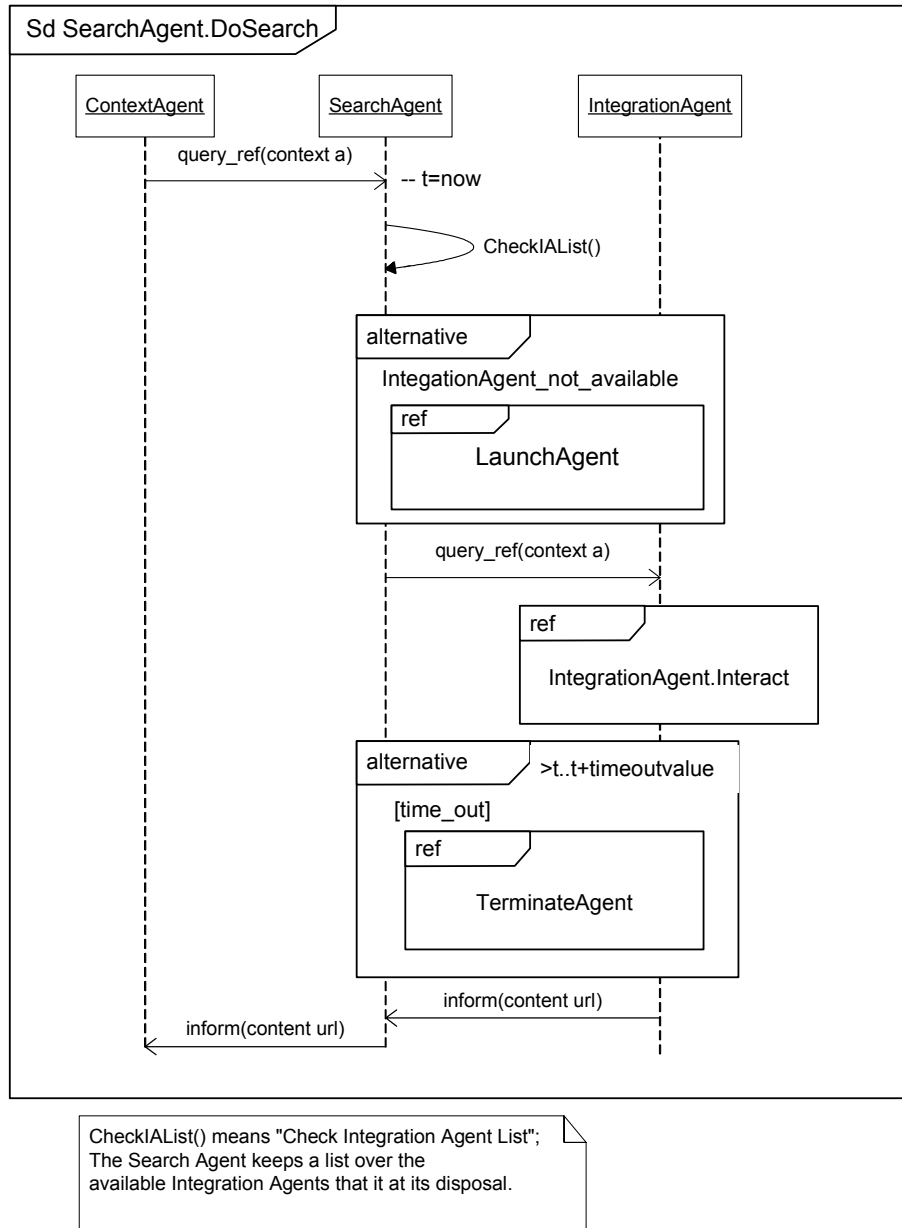 Sd SearchAgent.DoSearch
ContextAgent
SearchAgent
IntegrationAgent
query_ref(context a)
-- t=now
CheckIAList()
alternative
IntegationAgent_not_available
ref
LaunchAgent
query_ref(context a)
ref
IntegrationAgent.Interact
alternative
>t..t+timeoutvalue
[time_out]
ref
TerminateAgent
inform(content url)
inform(content url)
CheckIAList() means "Check Integration Agent List";
The Search Agent keeps a list over the
available Integration Agents that it at its disposal.